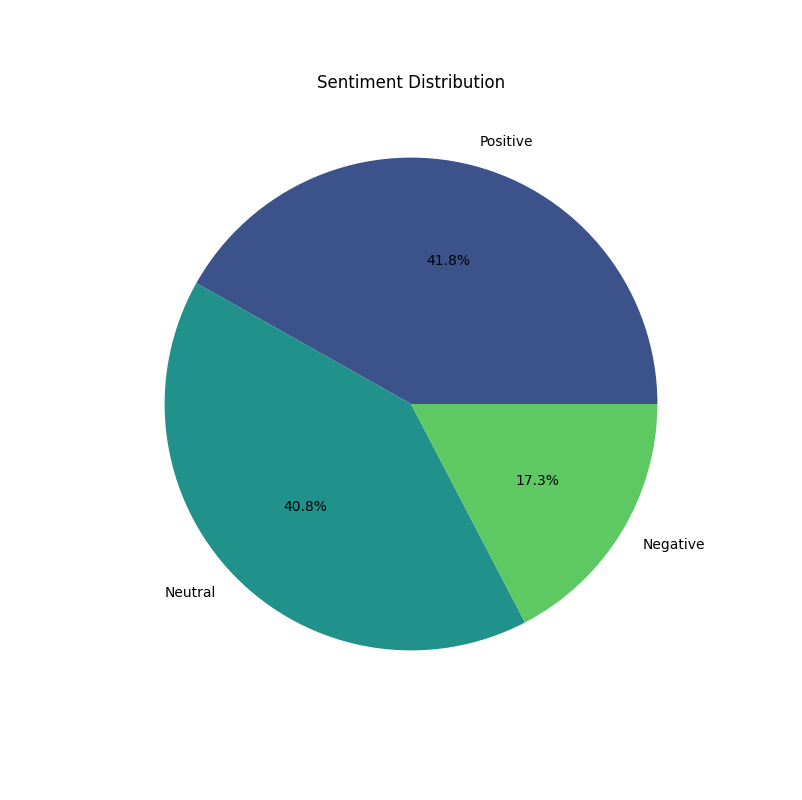 Sentiment Distribution
Positive
41.8%
40.8%
17.3%
Negative
Neutral